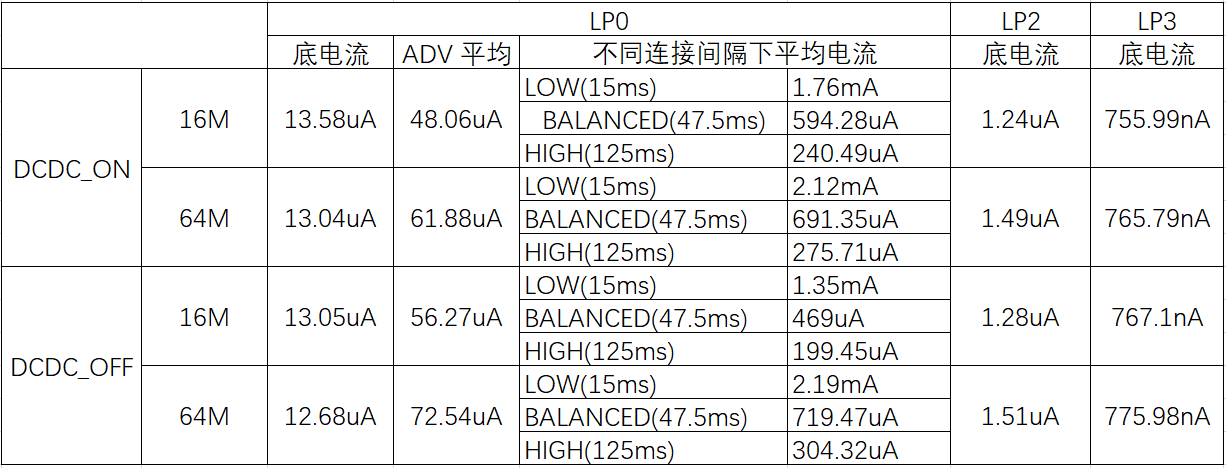 LP0 LP2 LP3
底电流 ADV 平均 不同连接间隔下平均电流 底电流 底电流
DCDC_ON 16M 13.58uA 48.06uA LOW(15ms) 1.76mA 1.24uA 755.99nA
BALANCED(47.5ms) 594.28uA
HIGH(125ms) 240.49uA
64M 13.04uA 61.88uA LOW(15ms) 2.12mA 1.49uA 765.79nA
BALANCED(47.5ms) 691.35uA
HIGH(125ms) 275.71uA
DCDC_OFF 16M 13.05uA 56.27uA LOW(15ms) 1.35mA 1.28uA 767.1nA
BALANCED(47.5ms) 469uA
HIGH(125ms) 199.45uA
64M 12.68uA 72.54uA LOW(15ms) 2.19mA 1.51uA 775.98nA
BALANCED(47.5ms) 719.47uA
HIGH(125ms) 304.32uA